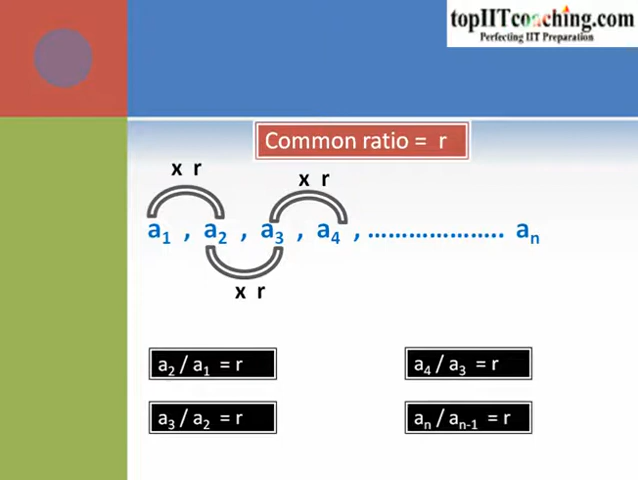 topIITcoaching.com
Perfecting IIT Preparation
Common ratio = r
x r
x r
a₁ , a₂ , a₃ , a₄ , ………………….. aₙ
x r
a₂ / a₁ = r
a₄ / a₃ = r
a₃ / a₂ = r
aₙ / aₙ₋₁ = r